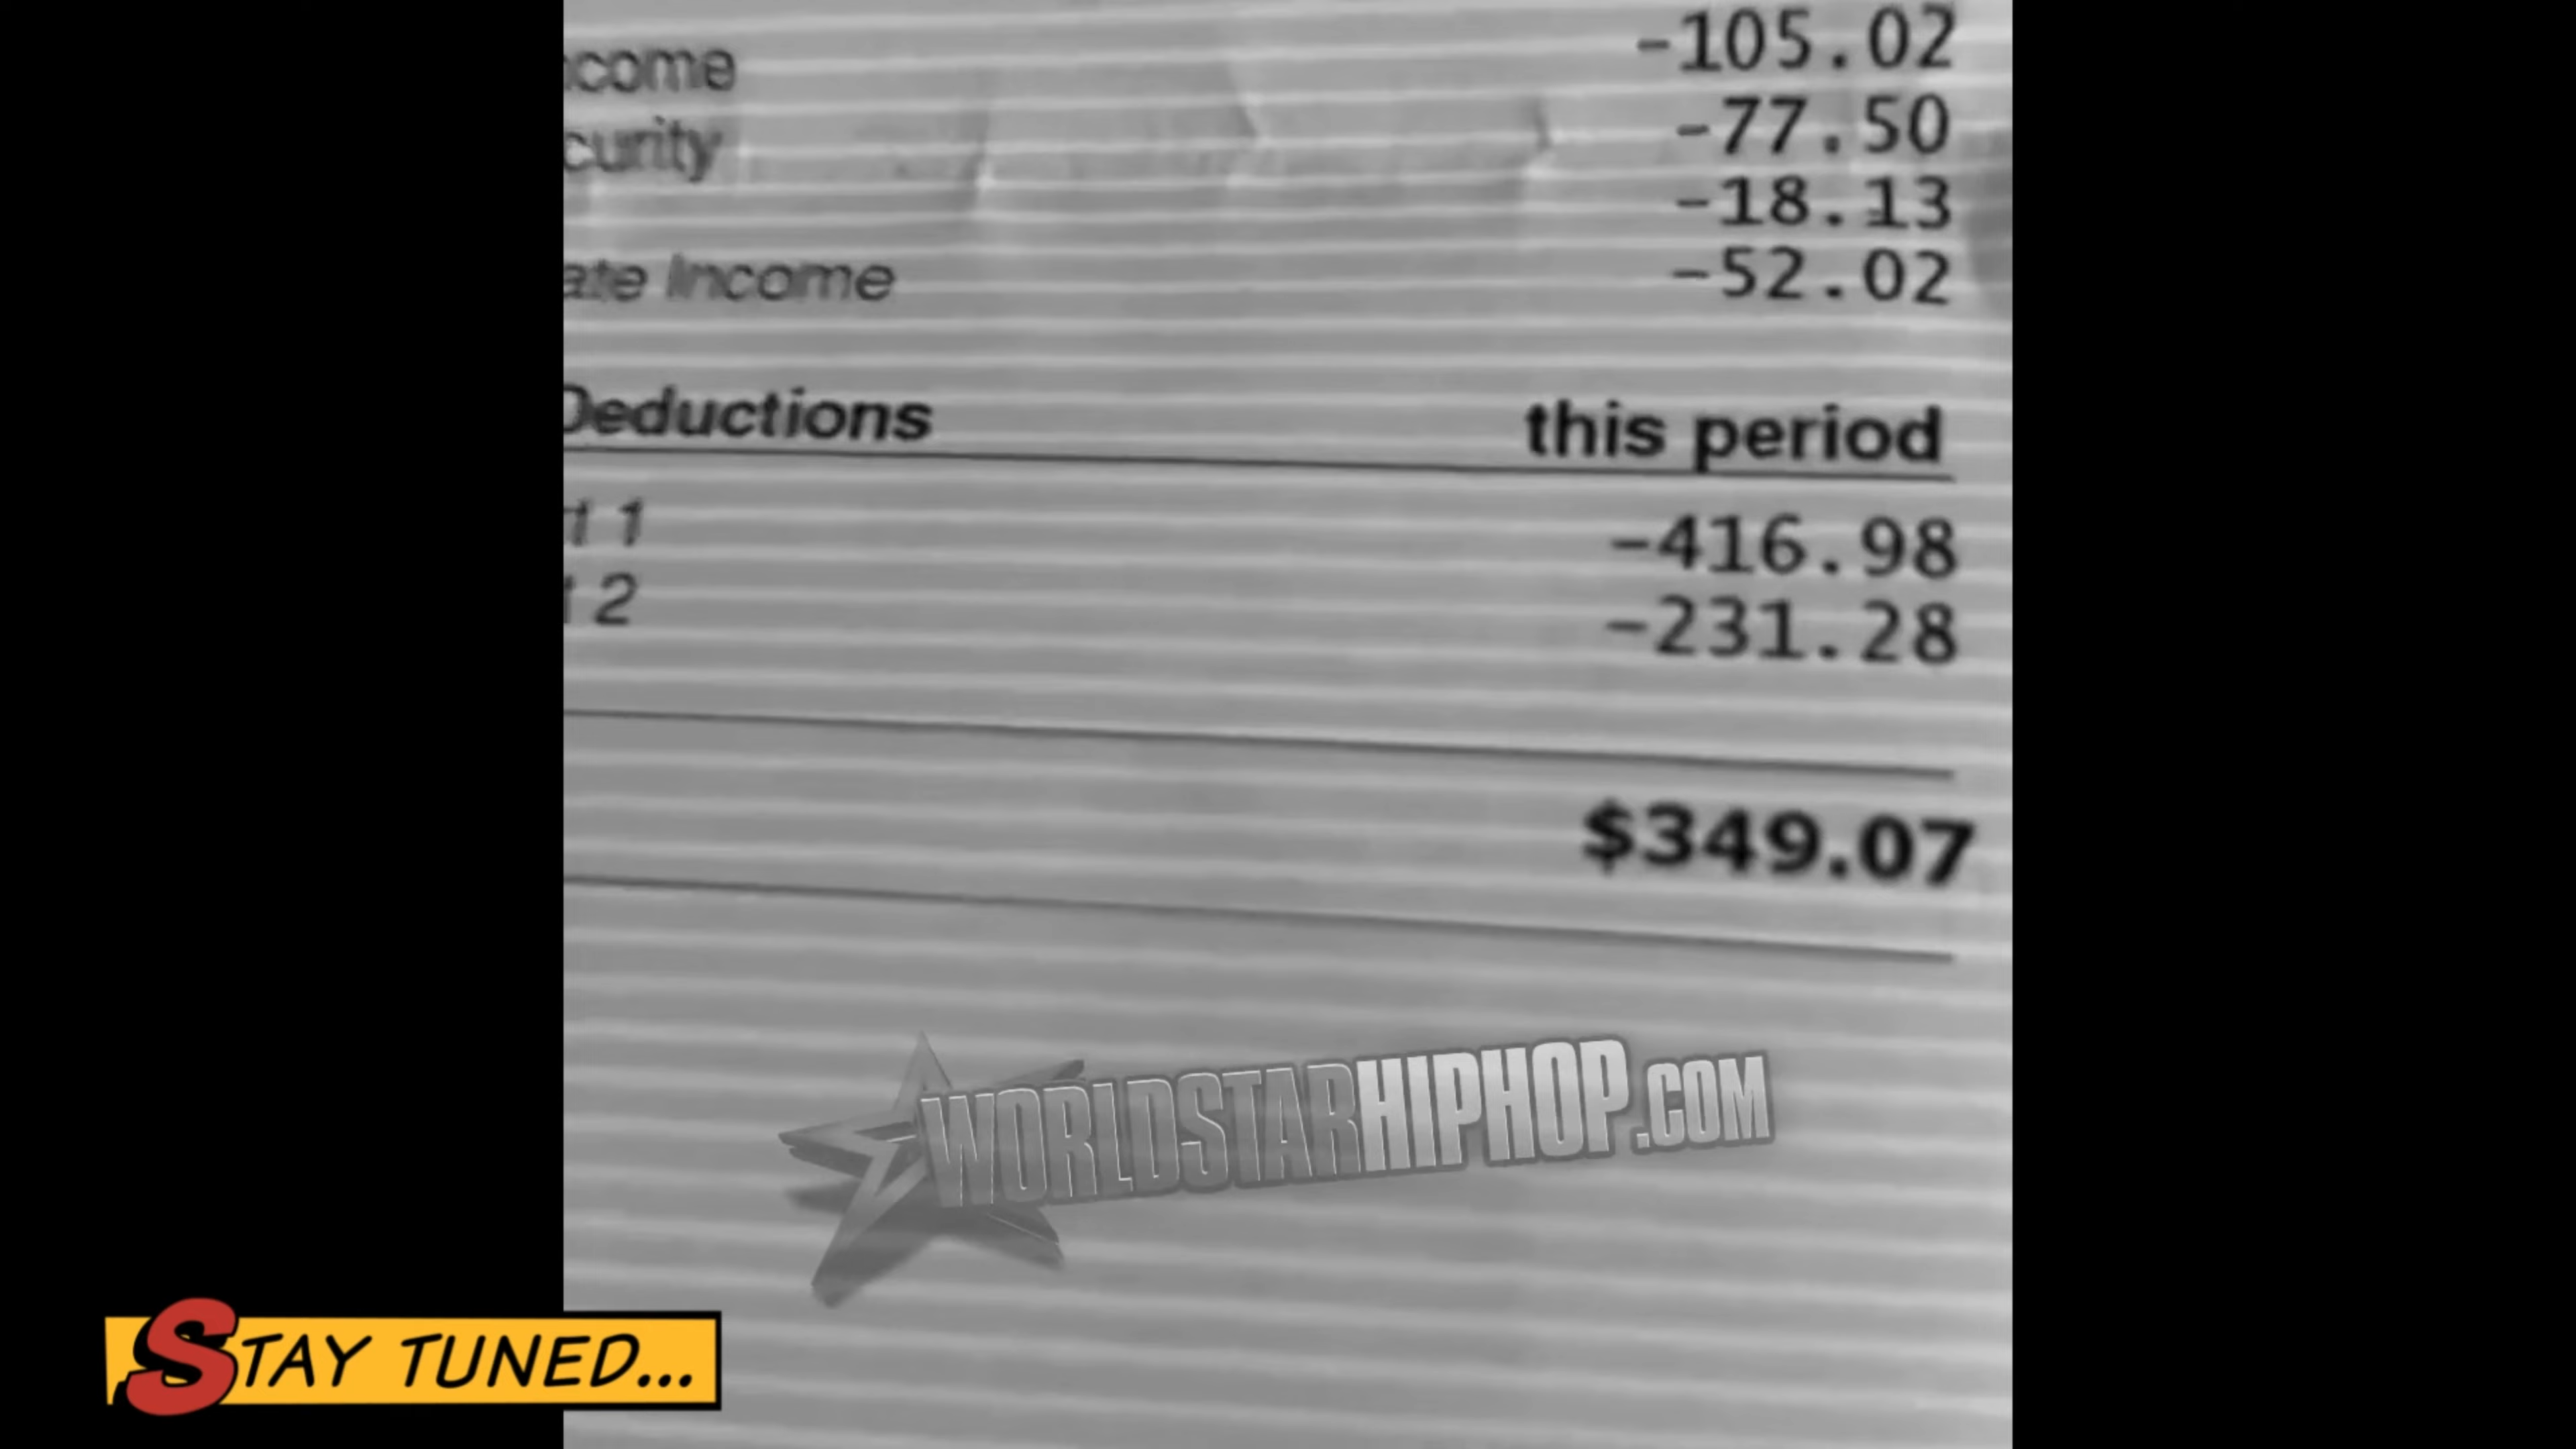 come -105.02
curity -77.50
-18.13
ate Income -52.02
Deductions this period
t 1 -416.98
t 2 -231.28
$349.07
WORLDSTARHIPHOP.COM
STAY TUNED...